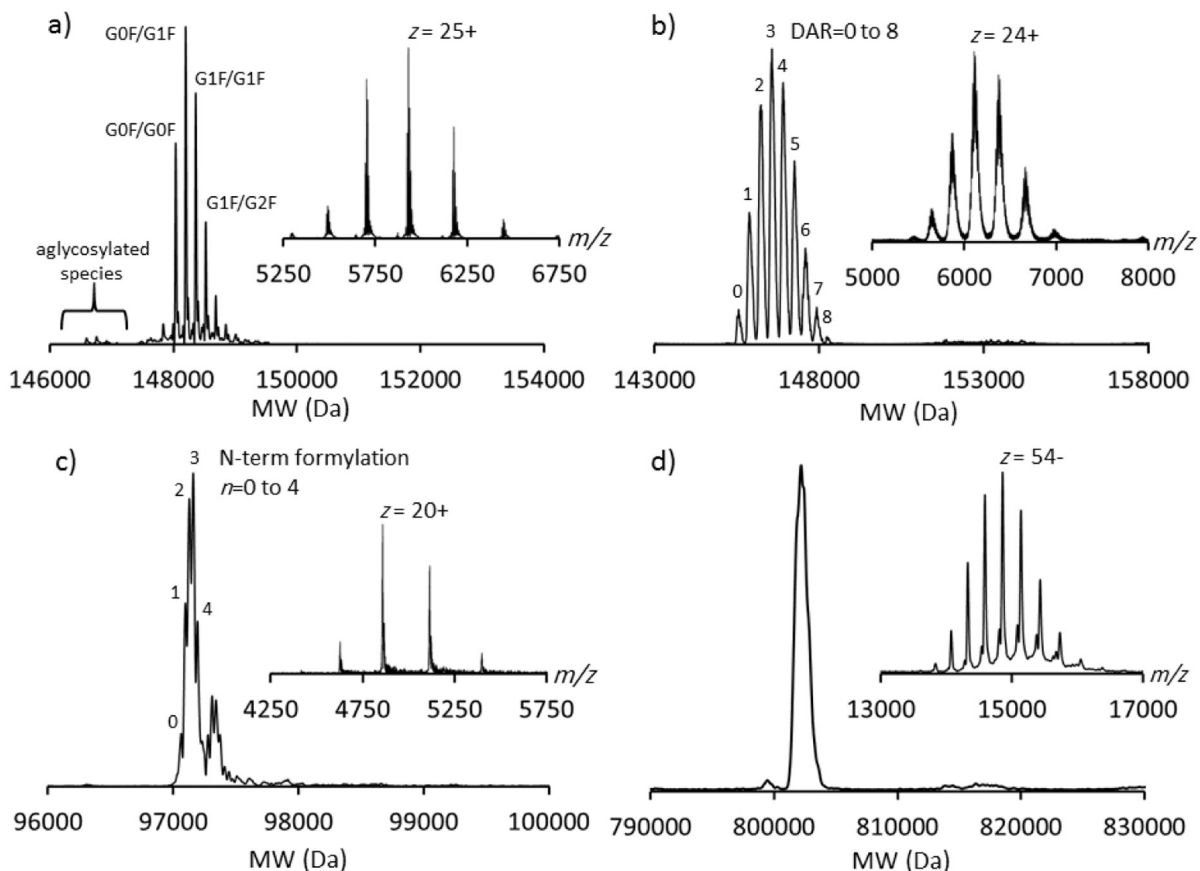 a)
G0F/G1F
G1F/G1F
G0F/G0F
G1F/G2F
aglycosylated
species
z = 25+
m/z
5250 5750 6250 6750
146000 148000 150000 152000 154000
MW (Da)
b)
DAR=0 to 8
0 1 2 3 4 5 6 7 8
z = 24+
m/z
5000 6000 7000 8000
143000 148000 153000 158000
MW (Da)
c)
N-term formylation
n=0 to 4
0 1 2 3 4
z = 20+
m/z
4250 4750 5250 5750
96000 97000 98000 99000 100000
MW (Da)
d)
z = 54-
m/z
13000 15000 17000
790000 800000 810000 820000 830000
MW (Da)